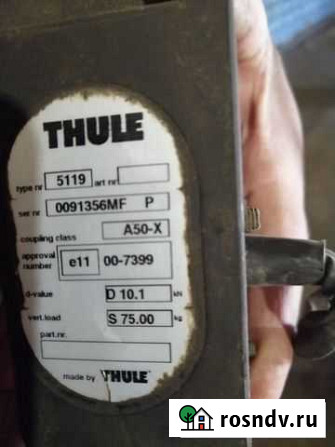 THULE
type nr 5119 art nr
ser nr 0091356MF P
coupling class A50-X
approval number e11 00-7399
d-value D 10.1 kN
vert.load S 75.00 kg
part.nr.
made by THULE
rosndv.ru